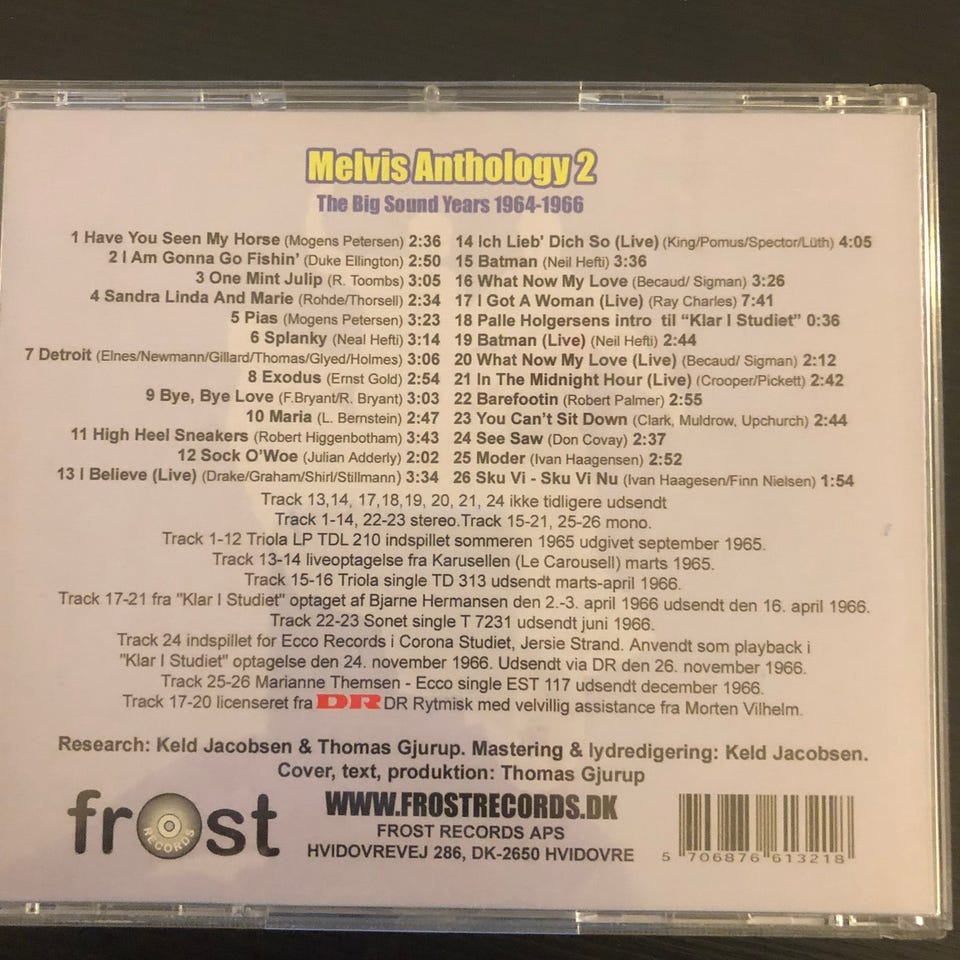 Melvis Anthology 2
The Big Sound Years 1964-1966
1 Have You Seen My Horse (Mogens Petersen) 2:36
2 I Am Gonna Go Fishin' (Duke Ellington) 2:50
3 One Mint Julip (R. Toombs) 3:05
4 Sandra Linda And Marie (Rohde/Thorsell) 2:34
5 Pias (Mogens Petersen) 3:23
6 Splanky (Neal Hefti) 3:14
7 Detroit (Elnes/Newmann/Gillard/Thomas/Glyed/Holmes) 3:06
8 Exodus (Ernst Gold) 2:54
9 Bye, Bye Love (F.Bryant/R. Bryant) 3:03
10 Maria (L. Bernstein) 2:47
11 High Heel Sneakers (Robert Higgenbotham) 3:43
12 Sock O'Woe (Julian Adderly) 2:02
13 I Believe (Live) (Drake/Graham/Shirl/Stillmann) 3:34
14 Ich Lieb' Dich So (Live) (King/Pomus/Spector/Lüth) 4:05
15 Batman (Neil Hefti) 3:36
16 What Now My Love (Becaud/ Sigman) 3:26
17 I Got A Woman (Live) (Ray Charles) 7:41
18 Palle Holgersens intro til "Klar I Studiet" 0:36
19 Batman (Live) (Neil Hefti) 2:44
20 What Now My Love (Live) (Becaud/ Sigman) 2:12
21 In The Midnight Hour (Live) (Crooper/Pickett) 2:42
22 Barefootin (Robert Palmer) 2:55
23 You Can't Sit Down (Clark, Muldrow, Upchurch) 2:44
24 See Saw (Don Covay) 2:37
25 Moder (Ivan Haagensen) 2:52
26 Sku Vi - Sku Vi Nu (Ivan Haagesen/Finn Nielsen) 1:54
Track 13,14, 17,18,19, 20, 21, 24 ikke tidligere udsendt
Track 1-14, 22-23 stereo.Track 15-21, 25-26 mono.
Track 1-12 Triola LP TDL 210 indspillet sommeren 1965 udgivet september 1965.
Track 13-14 liveoptagelse fra Karusellen (Le Carousell) marts 1965.
Track 15-16 Triola single TD 313 udsendt marts-april 1966.
Track 17-21 fra "Klar I Studiet" optaget af Bjarne Hermansen den 2.-3. april 1966 udsendt den 16. april 1966.
Track 22-23 Sonet single T 7231 udsendt juni 1966.
Track 24 indspillet for Ecco Records i Corona Studiet, Jersie Strand. Anvendt som playback i
"Klar I Studiet" optagelse den 24. november 1966. Udsendt via DR den 26. november 1966.
Track 25-26 Marianne Themsen - Ecco single EST 117 udsendt december 1966.
Track 17-20 licenseret fra DR DR Rytmisk med velvillig assistance fra Morten Vilhelm.
Research: Keld Jacobsen & Thomas Gjurup. Mastering & lydredigering: Keld Jacobsen.
Cover, text, produktion: Thomas Gjurup
frost
RECORDS
WWW.FROSTRECORDS.DK
FROST RECORDS APS
HVIDOVREVEJ 286, DK-2650 HVIDOVRE
5 706876 613218